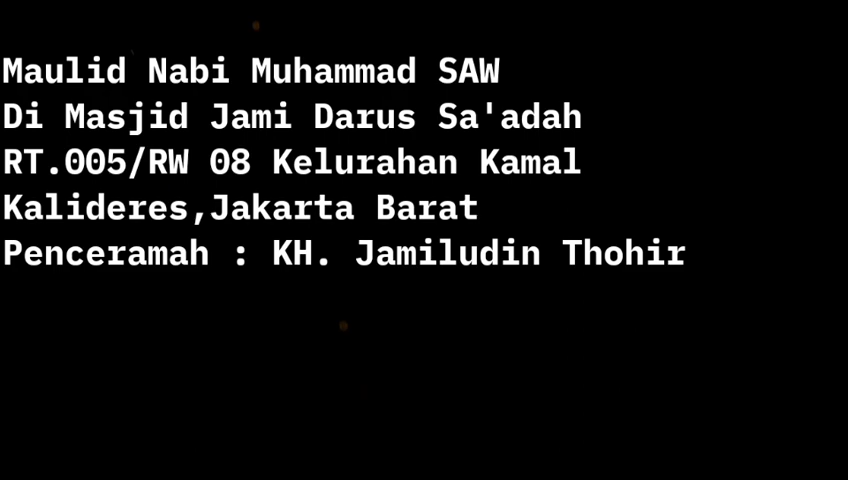 Maulid Nabi Muhammad SAW
Di Masjid Jami Darus Sa'adah
RT.005/RW 08 Kelurahan Kamal
Kalideres,Jakarta Barat
Penceramah : KH. Jamiludin Thohir